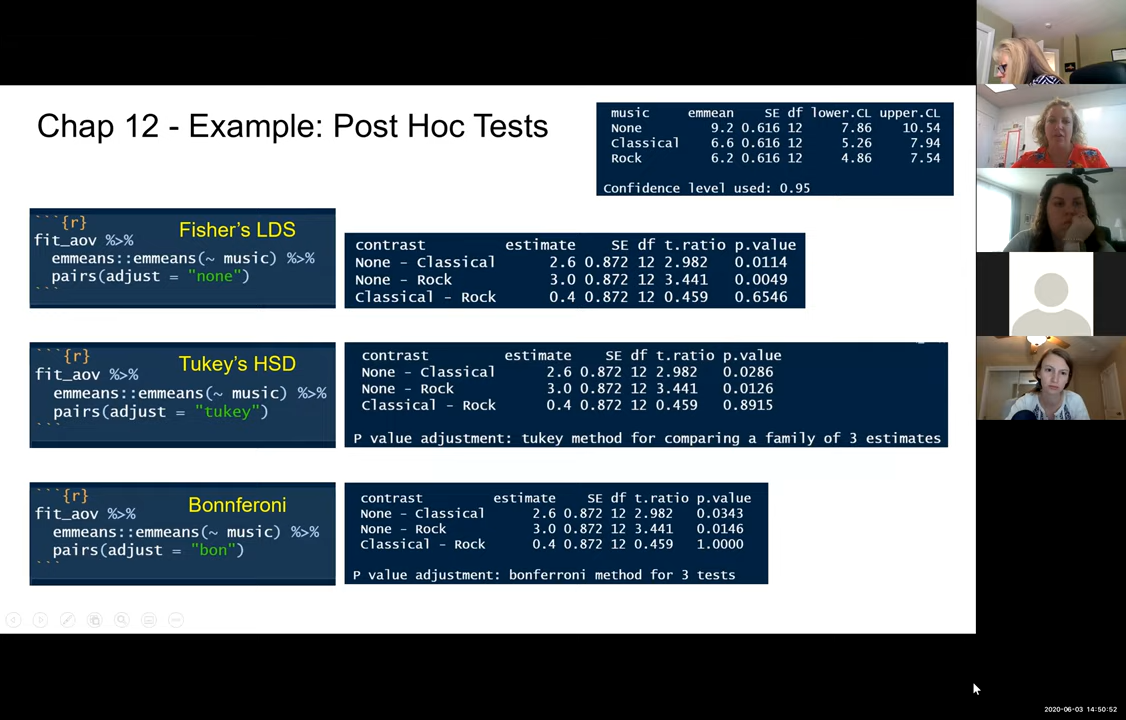 Chap 12 - Example: Post Hoc Tests
music emmean SE df lower.CL upper.CL
None 9.2 0.616 12 7.86 10.54
Classical 6.6 0.616 12 5.26 7.94
Rock 6.2 0.616 12 4.86 7.54
Confidence level used: 0.95
```{r}
Fisher's LDS
fit_aov %>%
emmeans::emmeans(~ music) %>%
pairs(adjust = "none")
```
contrast estimate SE df t.ratio p.value
None - Classical 2.6 0.872 12 2.982 0.0114
None - Rock 3.0 0.872 12 3.441 0.0049
Classical - Rock 0.4 0.872 12 0.459 0.6546
```{r}
Tukey's HSD
fit_aov %>%
emmeans::emmeans(~ music) %>%
pairs(adjust = "tukey")
```
contrast estimate SE df t.ratio p.value
None - Classical 2.6 0.872 12 2.982 0.0286
None - Rock 3.0 0.872 12 3.441 0.0126
Classical - Rock 0.4 0.872 12 0.459 0.8915
P value adjustment: tukey method for comparing a family of 3 estimates
```{r}
Bonnferoni
fit_aov %>%
emmeans::emmeans(~ music) %>%
pairs(adjust = "bon")
```
contrast estimate SE df t.ratio p.value
None - Classical 2.6 0.872 12 2.982 0.0343
None - Rock 3.0 0.872 12 3.441 0.0146
Classical - Rock 0.4 0.872 12 0.459 1.0000
P value adjustment: bonferroni method for 3 tests
2020-06-03 14:50:52